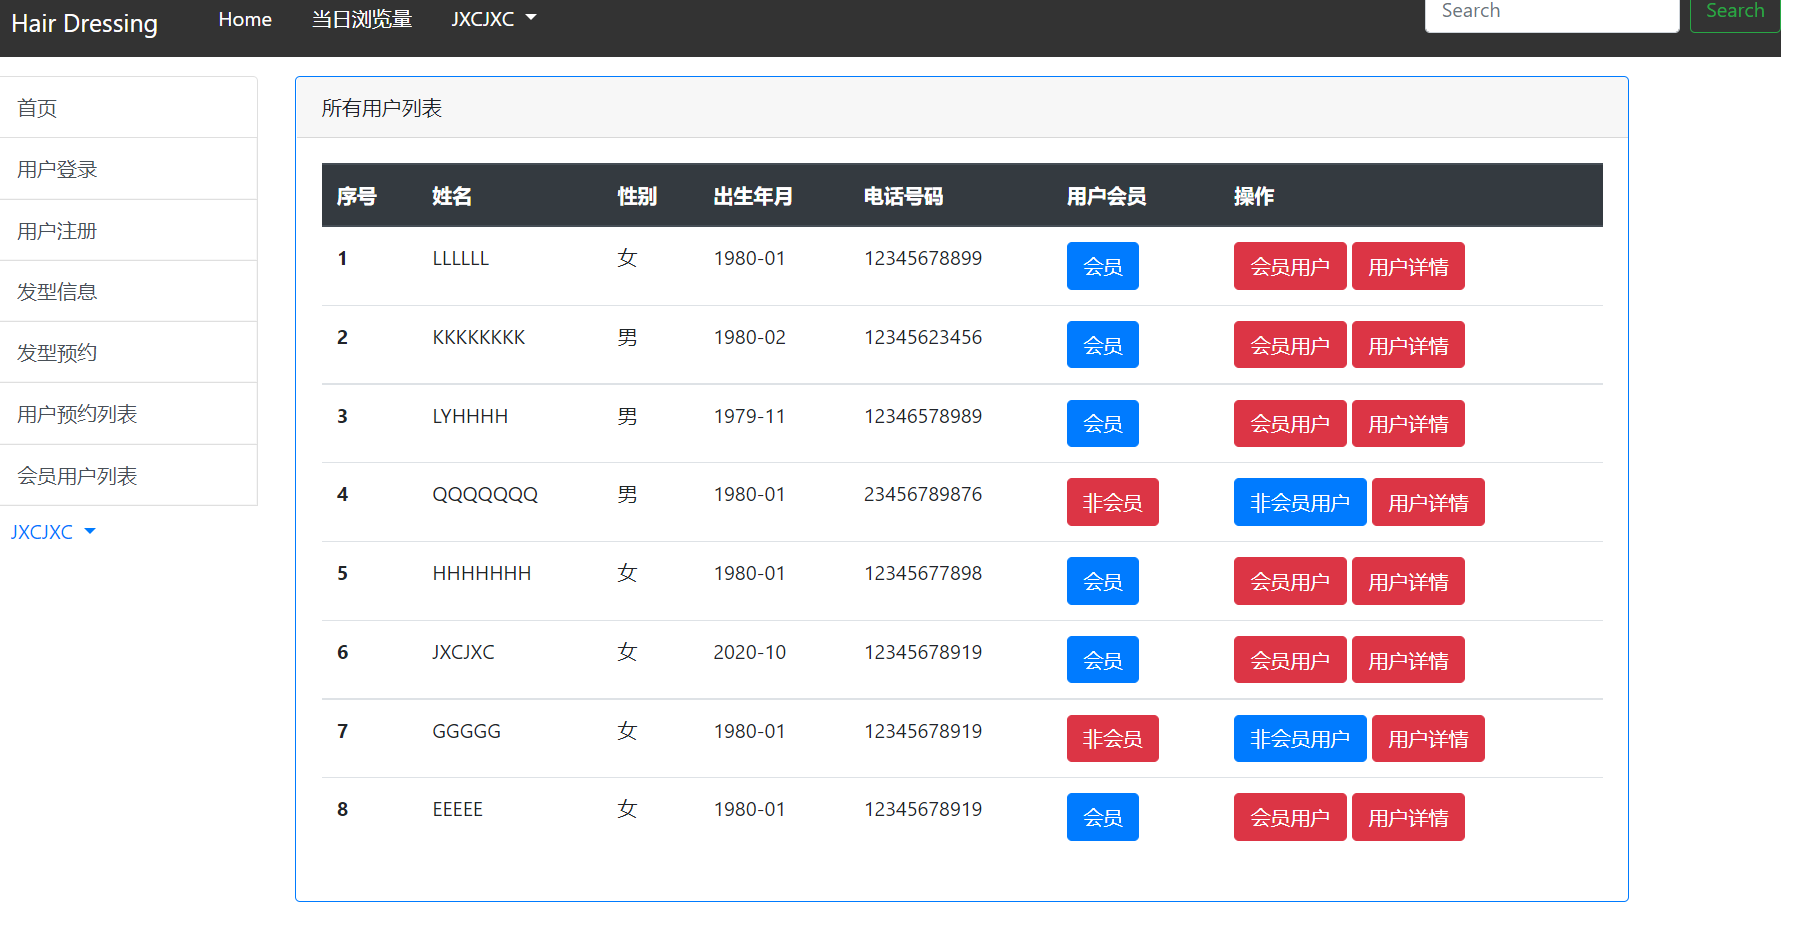 Hair Dressing Home 当日浏览量 JXCJXC Search Search
首页
用户登录
用户注册
发型信息
发型预约
用户预约列表
会员用户列表
JXCJXC
所有用户列表
序号 姓名 性别 出生年月 电话号码 用户会员 操作
1 LLLLLL 女 1980-01 12345678899 会员 会员用户 用户详情
2 KKKKKKKK 男 1980-02 12345623456 会员 会员用户 用户详情
3 LYHHHH 男 1979-11 12346578989 会员 会员用户 用户详情
4 QQQQQQQ 男 1980-01 23456789876 非会员 非会员用户 用户详情
5 HHHHHHH 女 1980-01 12345677898 会员 会员用户 用户详情
6 JXCJXC 女 2020-10 12345678919 会员 会员用户 用户详情
7 GGGGG 女 1980-01 12345678919 非会员 非会员用户 用户详情
8 EEEEE 女 1980-01 12345678919 会员 会员用户 用户详情